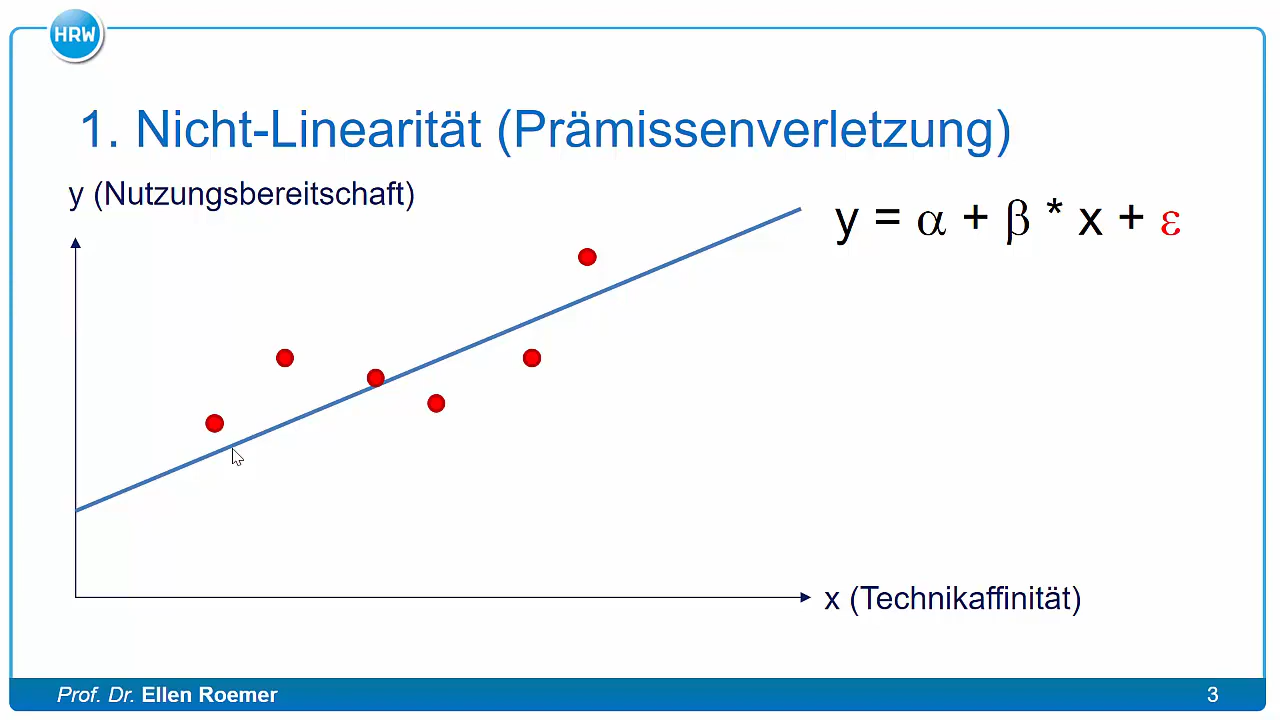 HRW
1. Nicht-Linearität (Prämissenverletzung)
y (Nutzungsbereitschaft)
y = α + β * x + ε
x (Technikaffinität)
Prof. Dr. Ellen Roemer
3